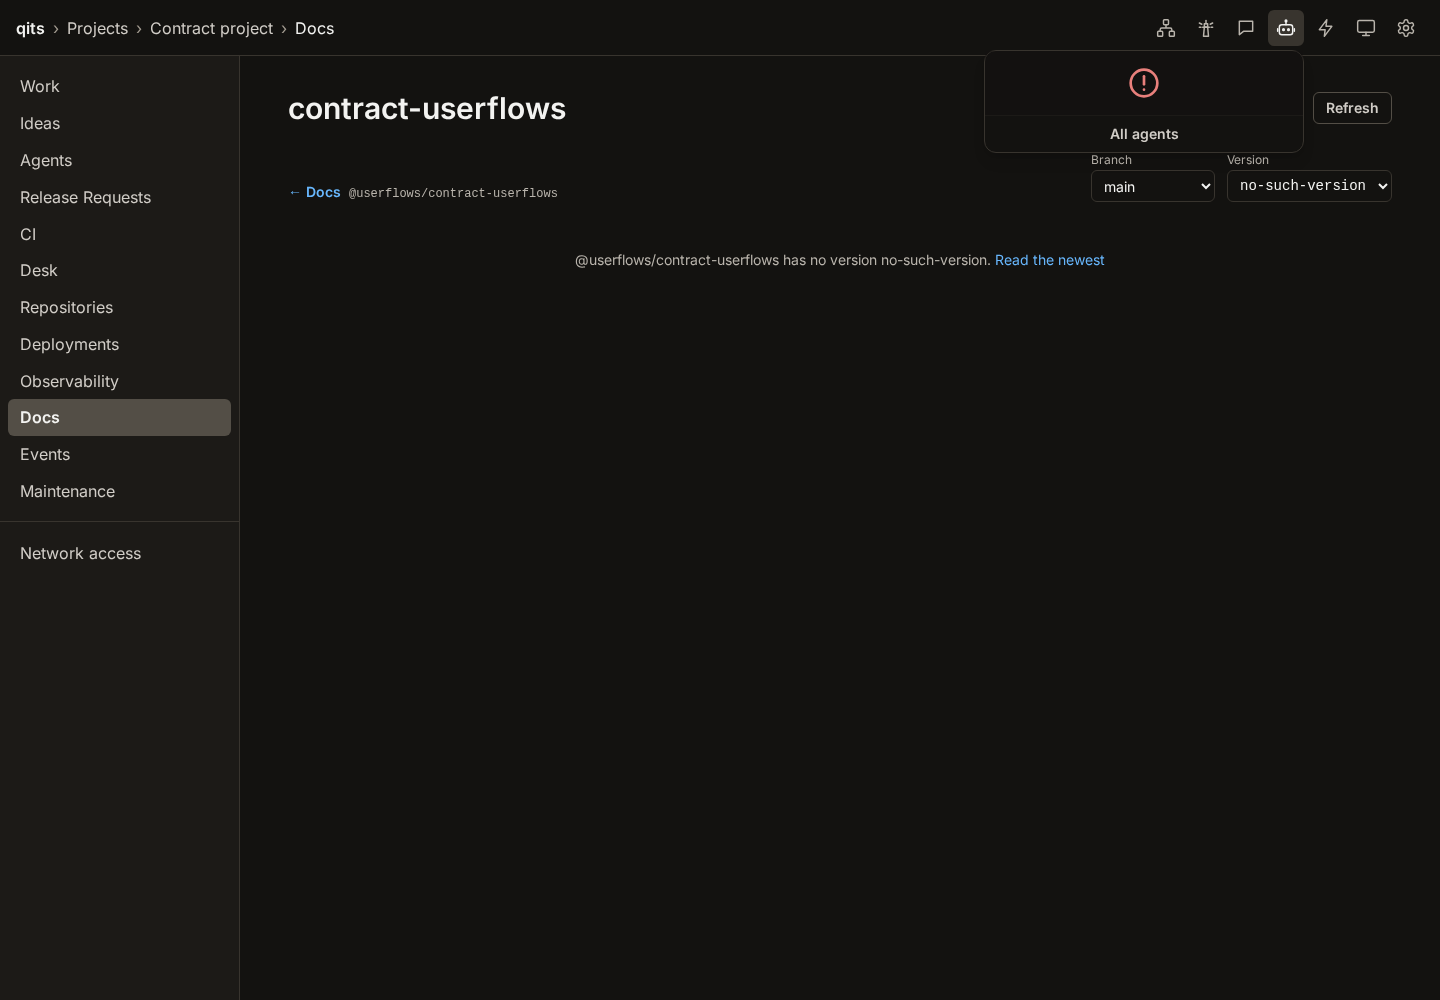 qits › Projects › Contract project › Docs
Work
Ideas
Agents
Release Requests
CI
Desk
Repositories
Deployments
Observability
Docs
Events
Maintenance
Network access
contract-userflows
Refresh
All agents
← Docs @userflows/contract-userflows
Branch
main
Version
no-such-version
@userflows/contract-userflows has no version no-such-version. Read the newest